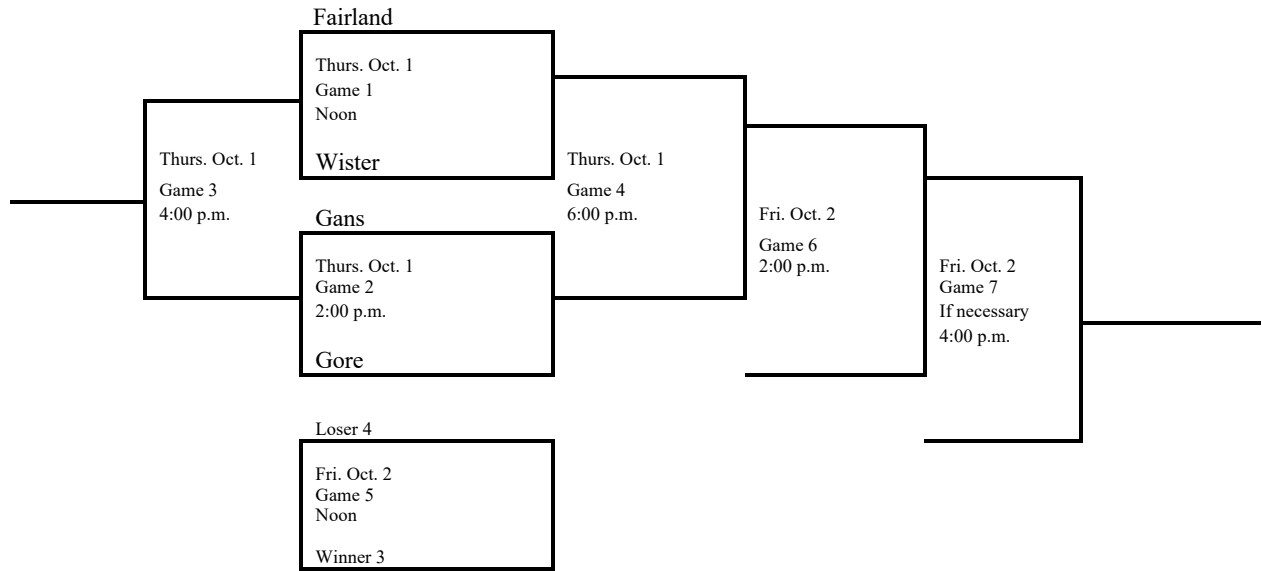 Fairland
Thurs. Oct. 1
Game 1
Noon
Wister
Thurs. Oct. 1
Game 3
4:00 p.m.
Thurs. Oct. 1
Game 4
6:00 p.m.
Gans
Thurs. Oct. 1
Game 2
2:00 p.m.
Gore
Fri. Oct. 2
Game 6
2:00 p.m.
Fri. Oct. 2
Game 7
If necessary
4:00 p.m.
Loser 4
Fri. Oct. 2
Game 5
Noon
Winner 3